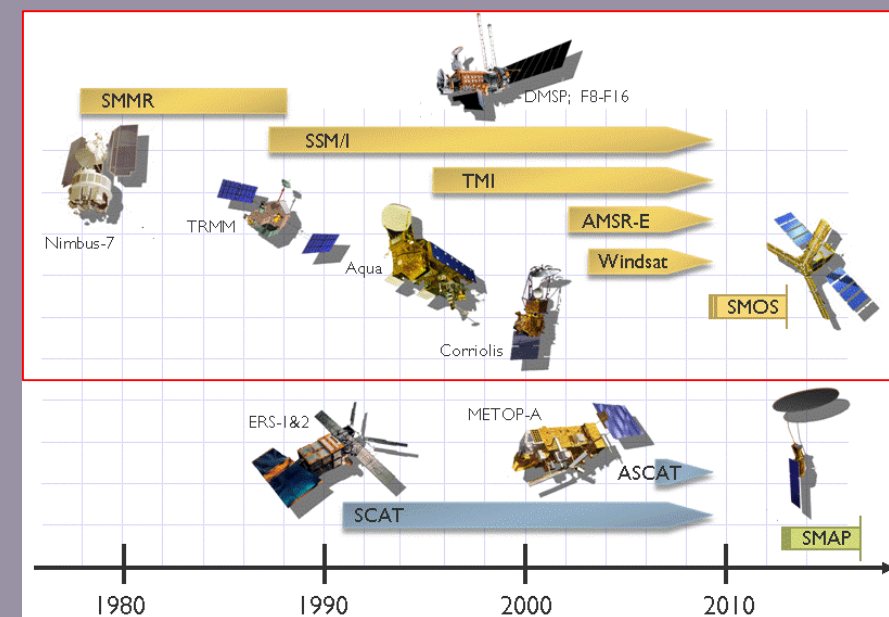 DMSP; F8-F16
SMMR
SSM/I
TMI
Nimbus-7
TRMM
AMSR-E
Aqua
Windsat
SMOS
Corriolis
ERS-1&2
METOP-A
ASCAT
SCAT
SMAP
1980
1990
2000
2010